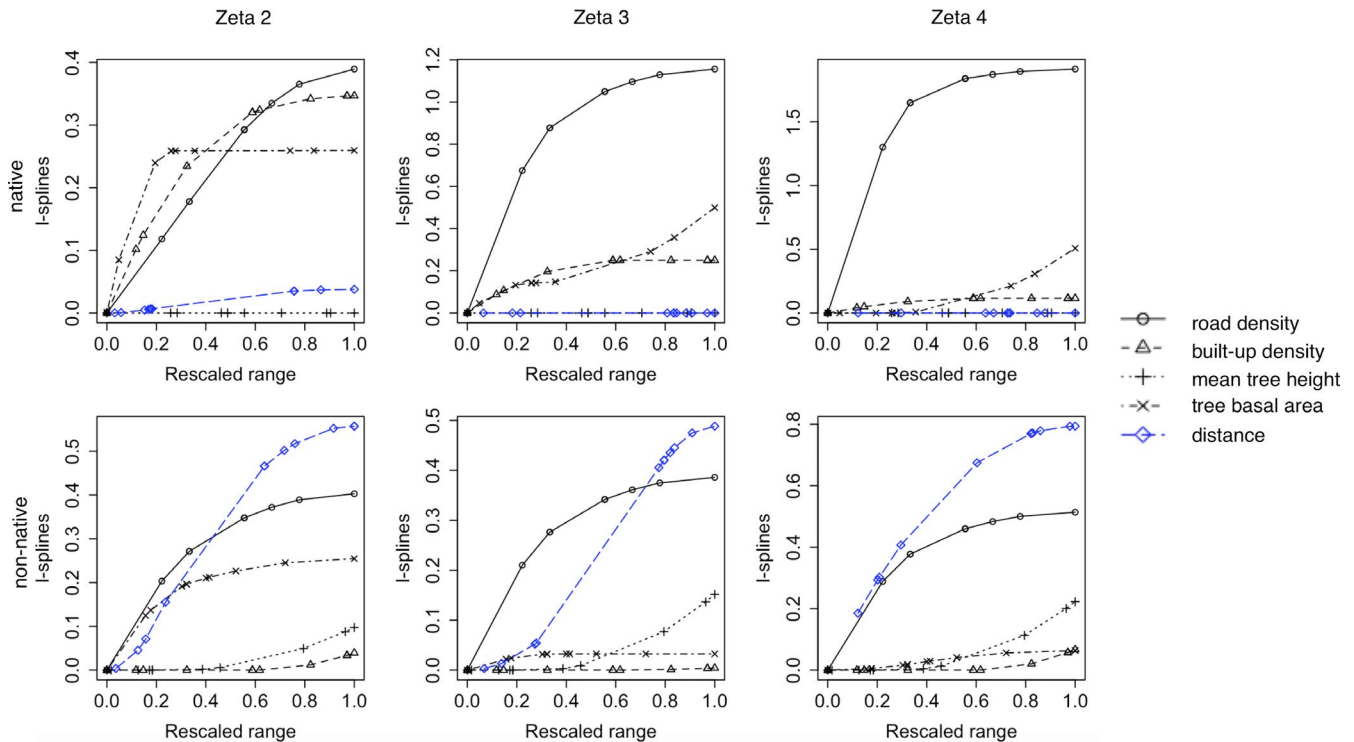 Zeta 2 Zeta 3 Zeta 4
native
I-splines
0.0 0.1 0.2 0.3 0.4
0.0 0.2 0.4 0.6 0.8 1.0
Rescaled range
I-splines
0.0 0.2 0.4 0.6 0.8 1.0 1.2
0.0 0.2 0.4 0.6 0.8 1.0
Rescaled range
I-splines
0.0 0.5 1.0 1.5
0.0 0.2 0.4 0.6 0.8 1.0
Rescaled range
road density
built-up density
mean tree height
tree basal area
distance
non-native
I-splines
0.0 0.1 0.2 0.3 0.4 0.5
0.0 0.2 0.4 0.6 0.8 1.0
Rescaled range
I-splines
0.0 0.1 0.2 0.3 0.4 0.5
0.0 0.2 0.4 0.6 0.8 1.0
Rescaled range
I-splines
0.0 0.2 0.4 0.6 0.8
0.0 0.2 0.4 0.6 0.8 1.0
Rescaled range